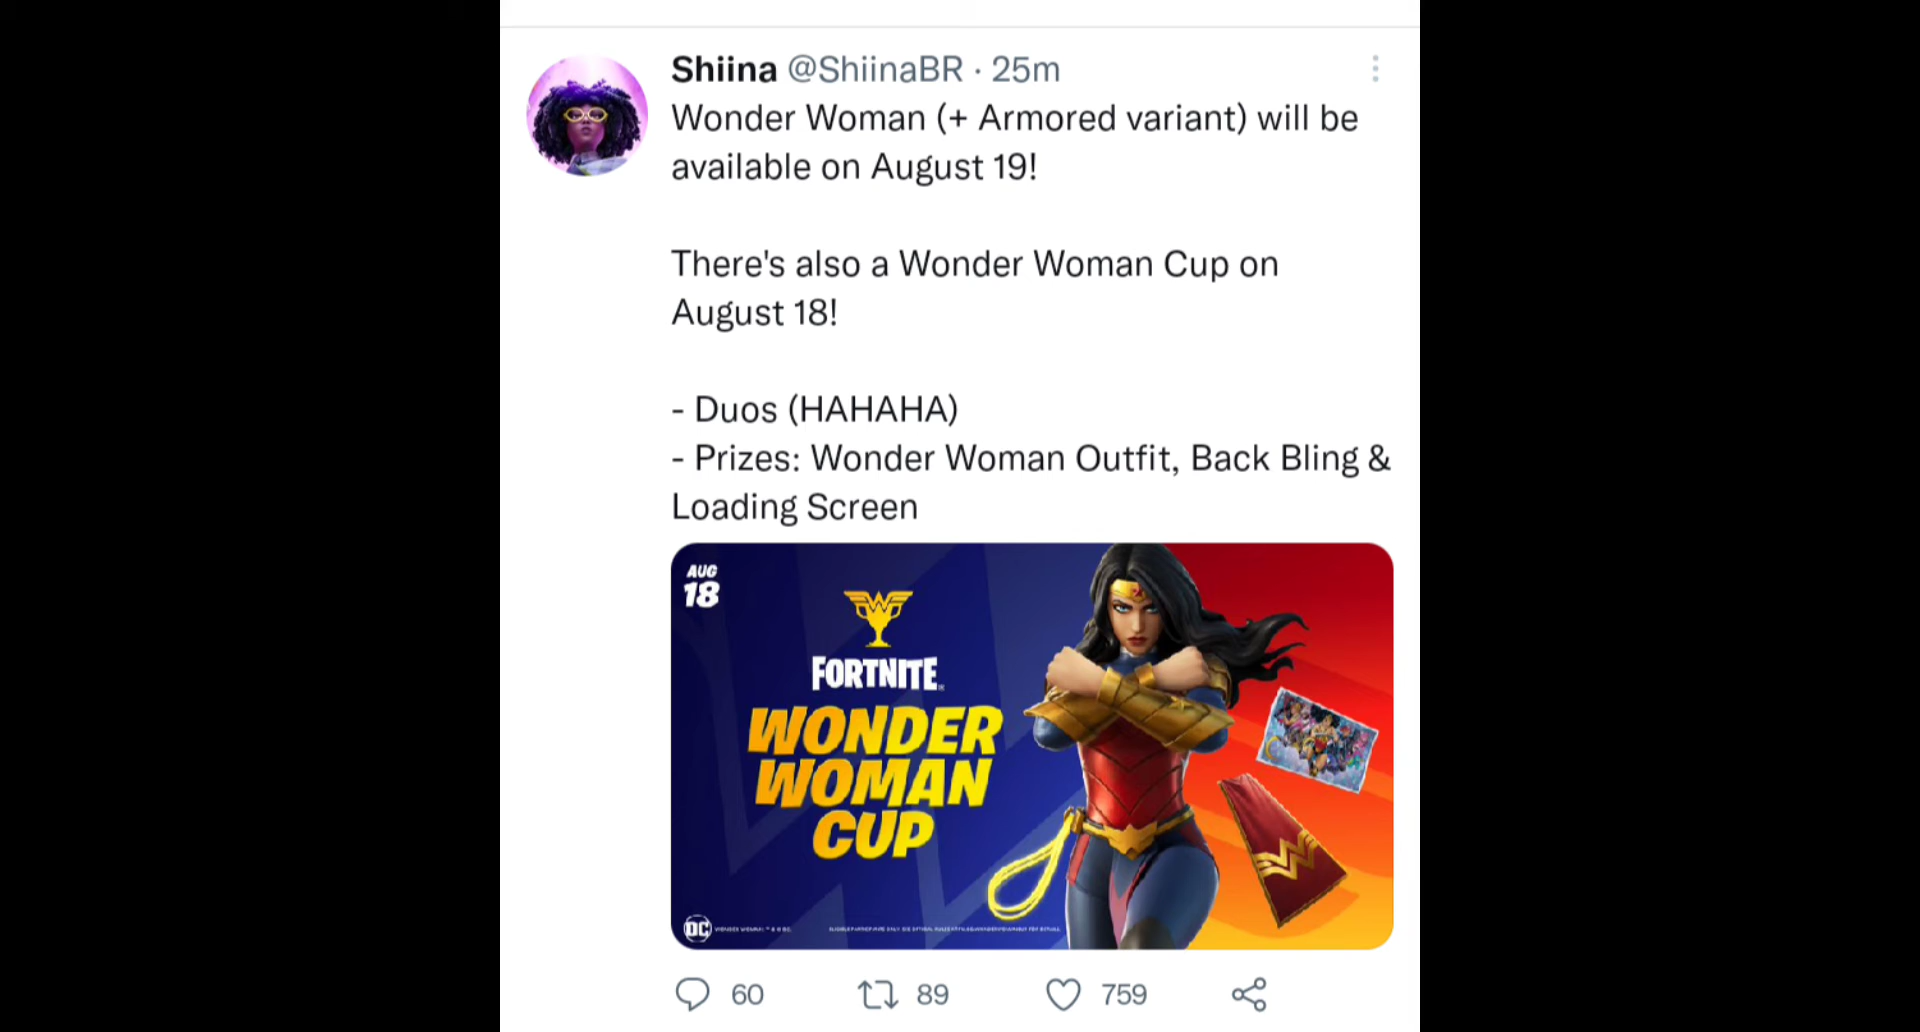 Shiina @ShiinaBR · 25m
Wonder Woman (+ Armored variant) will be
available on August 19!
There's also a Wonder Woman Cup on
August 18!
- Duos (HAHAHA)
- Prizes: Wonder Woman Outfit, Back Bling &
Loading Screen
AUG
18
FORTNITE
WONDER
WOMAN
CUP
DC
60 89 759